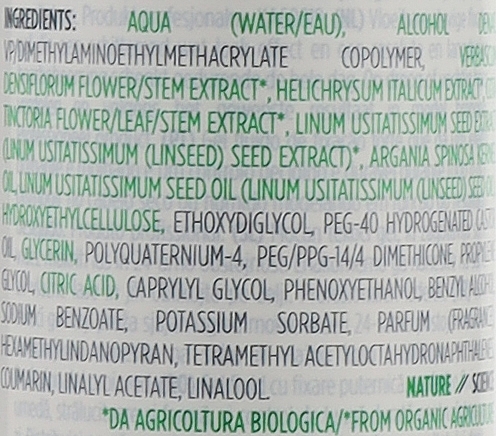 INGREDIENTS: AQUA (WATER/EAU), ALCOHOL
VP/DIMETHYLAMINOETHYLMETHACRYLATE COPOLYMER,
DENSIFLORUM FLOWER/STEM EXTRACT*, HELICHRYSUM ITALICUM EXTRACT*,
TINCTORIA FLOWER/LEAF/STEM EXTRACT*, LINUM USITATISSIMUM SEED
(LINUM USITATISSIMUM (LINSEED) SEED EXTRACT)*, ARGANIA SPINOSA
OIL, LINUM USITATISSIMUM SEED OIL (LINUM USITATISSIMUM (LINSEED) SEED
HYDROXYETHYLCELLULOSE, ETHOXYDIGLYCOL, PEG-40 HYDROGENATED
OIL, GLYCERIN, POLYQUATERNIUM-4, PEG/PPG-14/4 DIMETHICONE,
GLYCOL, CITRIC ACID, CAPRYLYL GLYCOL, PHENOXYETHANOL, BENZYL
SODIUM BENZOATE, POTASSIUM SORBATE, PARFUM
HEXAMETHYLINDANOPYRAN, TETRAMETHYL ACETYLOCTAHYDRONAPHTHALENE
COUMARIN, LINALYL ACETATE, LINALOOL. NATURE //
*DA AGRICOLTURA BIOLOGICA/*FROM ORGANIC